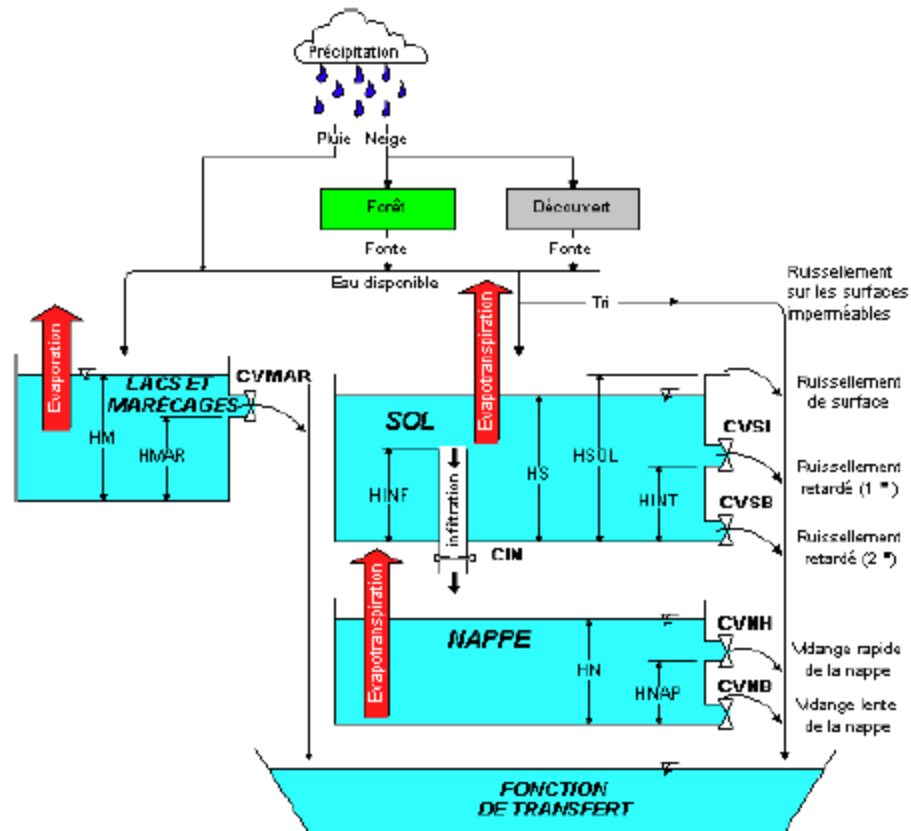 Précipitation
Pluie
Neige
Forêt
Découvert
Fonte
Fonte
Eau disponible
Tri
Ruissellement
sur les surfaces
imperméables
Evaporation
Evapotranspiration
CVMAR
LACS ET
MARÉCAGES
HM
HMAR
SOL
HINF
infiltration
HS
HSOL
HINT
CVSI
CVSB
CIN
Ruissellement
de surface
Ruissellement
retardé (1
Ruissellement
retardé (2
Evapotranspiration
NAPPE
HN
HNAP
CVNH
CVNB
Vidange rapide
de la nappe
Vidange lente
de la nappe
FONCTION
DE TRANSFERT